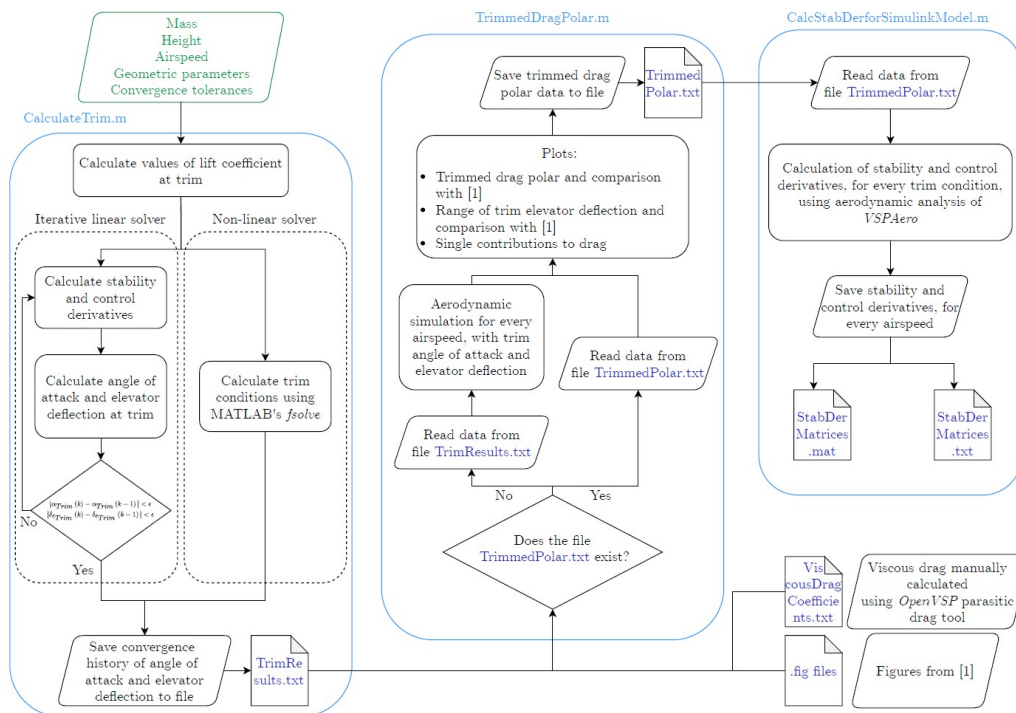 Mass
Height
Airspeed
Geometric parameters
Convergence tolerances
CalculateTrim.m
Calculate values of lift coefficient
at trim
Iterative linear solver
Non-linear solver
Calculate stability
and control
derivatives
Calculate angle of
attack and elevator
deflection at trim
Calculate trim
conditions using
MATLAB's fsolve
|α_Trim (k) − α_Trim (k−1)| < ϵ
|δ_e_Trim (k) − δ_e_Trim (k−1)| < ϵ
No
Yes
Save convergence
history of angle of
attack and elevator
deflection to file
TrimRe
sults.txt
TrimmedDragPolar.m
Save trimmed drag
polar data to file
Trimmed
Polar.txt
Plots:
• Trimmed drag polar and comparison
with [1]
• Range of trim elevator deflection and
comparison with [1]
• Single contributions to drag
Aerodynamic
simulation for every
airspeed, with trim
angle of attack and
elevator deflection
Read data from
file TrimmedPolar.txt
Read data from
file TrimResults.txt
No
Yes
Does the file
TrimmedPolar.txt exist?
CalcStabDerforSimulinkModel.m
Read data from
file TrimmedPolar.txt
Calculation of stability and control
derivatives, for every trim condition,
using aerodynamic analysis of
VSPAero
Save stability and
control derivatives, for
every airspeed
StabDer
Matrices
.mat
StabDer
Matrices
.txt
Vis
cousDrag
Coefficie
nts.txt
Viscous drag manually
calculated
using OpenVSP parasitic
drag tool
.fig files
Figures from [1]